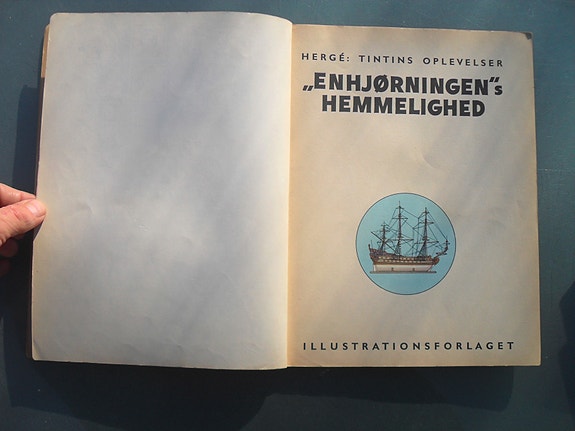 HERGÉ: TINTINS OPLEVELSER
„ENHJØRNINGEN“s
HEMMELIGHED
ILLUSTRATIONSFORLAGET